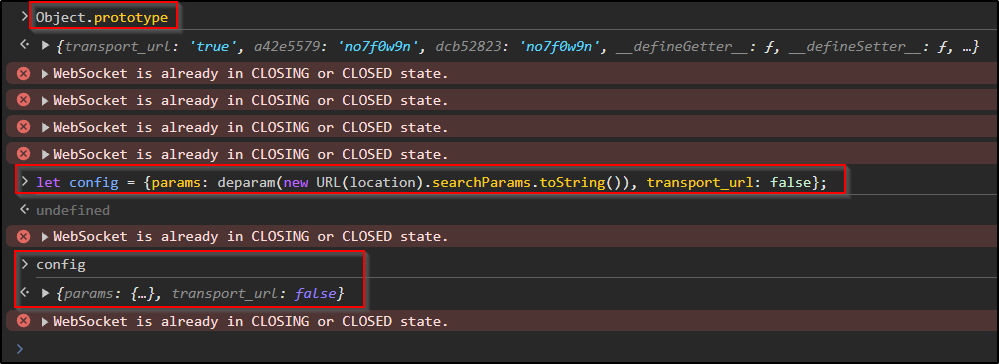 Object.prototype
{transport_url: 'true', a42e5579: 'no7f0w9n', dcb52823: 'no7f0w9n', __defineGetter__: ƒ, __defineSetter__: ƒ, …}
WebSocket is already in CLOSING or CLOSED state.
WebSocket is already in CLOSING or CLOSED state.
WebSocket is already in CLOSING or CLOSED state.
WebSocket is already in CLOSING or CLOSED state.
let config = {params: deparam(new URL(location).searchParams.toString()), transport_url: false};
undefined
WebSocket is already in CLOSING or CLOSED state.
config
{params: {…}, transport_url: false}
WebSocket is already in CLOSING or CLOSED state.